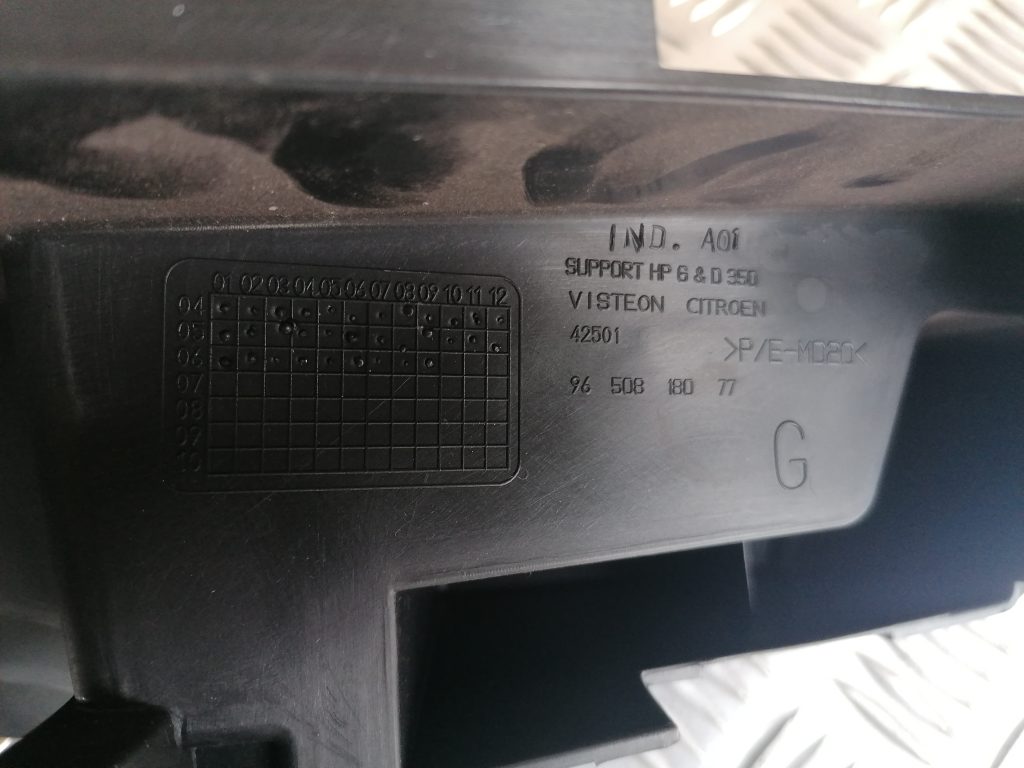 IND. A01
SUPPORT HP G & D 350
VISTEON CITROEN
42501
>P/E-MD20<
96 508 180 77
G
01 02 03 04 05 06 07 08 09 10 11 12
04
05
06
07
08
09
10